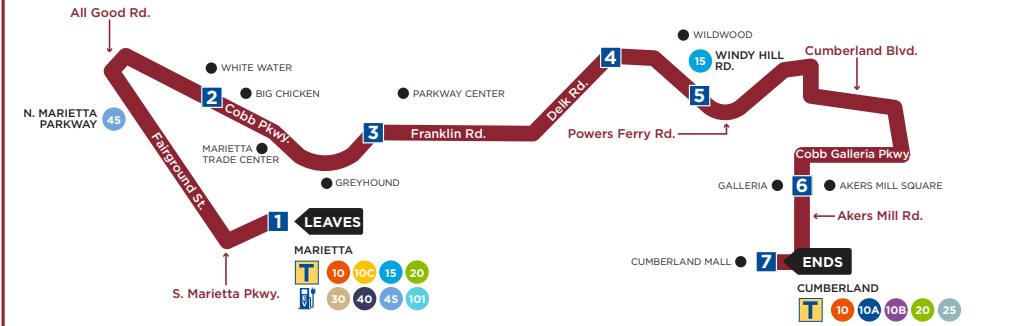 All Good Rd.
WHITE WATER
2
BIG CHICKEN
N. MARIETTA
PARKWAY
45
Cobb Pkwy.
MARIETTA
TRADE CENTER
Fairground St.
GREYHOUND
1
LEAVES
MARIETTA
T
10
10C
15
20
EV
30
40
45
101
S. Marietta Pkwy.
PARKWAY CENTER
3
Franklin Rd.
Delk Rd.
4
WILDWOOD
15
WINDY HILL
RD.
5
Powers Ferry Rd.
Cumberland Blvd.
Cobb Galleria Pkwy.
GALLERIA
6
AKERS MILL SQUARE
Akers Mill Rd.
CUMBERLAND MALL
7
ENDS
CUMBERLAND
T
10
10A
10B
20
25